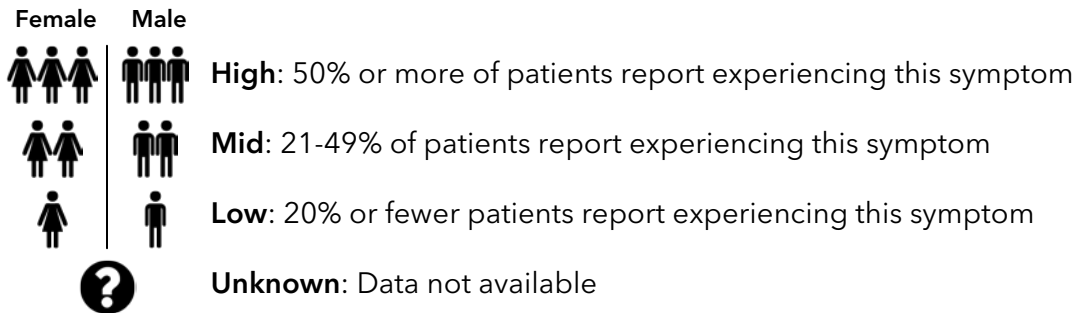 Female Male
High: 50% or more of patients report experiencing this symptom
Mid: 21-49% of patients report experiencing this symptom
Low: 20% or fewer patients report experiencing this symptom
? Unknown: Data not available